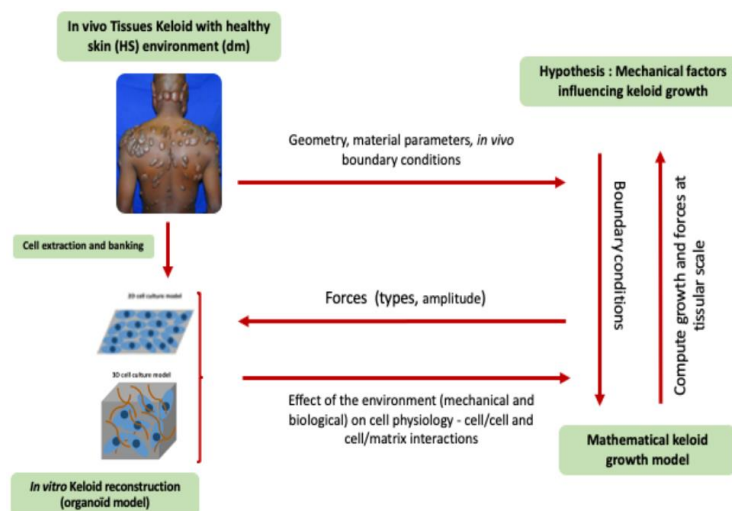 In vivo Tissues Keloid with healthy
skin (HS) environment (dm)
Hypothesis : Mechanical factors
influencing keloid growth
Geometry, material parameters, in vivo
boundary conditions
Cell extraction and banking
Boundary
conditions
Compute growth and forces at
tissular scale
2D cell culture model
Forces (types, amplitude)
3D cell culture model
Effect of the environment (mechanical and
biological) on cell physiology - cell/cell and
cell/matrix interactions
Mathematical keloid
growth model
In vitro Keloid reconstruction
(organoïd model)